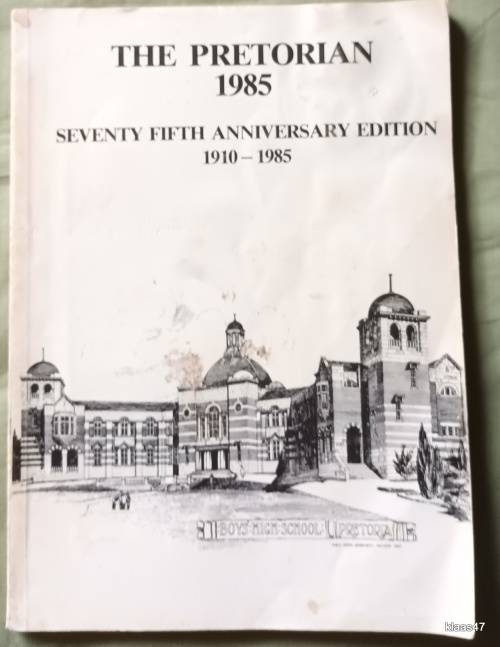 THE PRETORIAN
1985
SEVENTY FIFTH ANNIVERSARY EDITION
1910 – 1985
BOYS·HIGH·SCHOOL· PRETORIA
klaas47